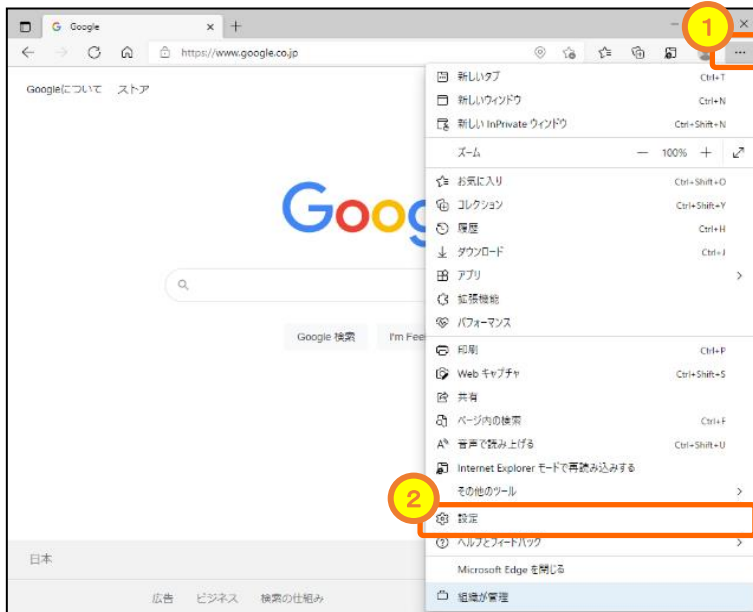 Google
1
https://www.google.co.jp
Googleについて ストア
新しいタブ Ctrl+T
新しいウィンドウ Ctrl+N
新しい InPrivate ウィンドウ Ctrl+Shift+N
ズーム 100%
お気に入り Ctrl+Shift+O
コレクション Ctrl+Shift+Y
履歴 Ctrl+H
ダウンロード Ctrl+J
アプリ
拡張機能
パフォーマンス
印刷 Ctrl+P
Web キャプチャ Ctrl+Shift+S
共有
ページ内の検索 Ctrl+F
音声で読み上げる Ctrl+Shift+U
Internet Explorer モードで再読み込みする
その他のツール
2
設定
ヘルプとフィードバック
Microsoft Edge を閉じる
組織が管理
Goog
Google 検索 I'm Fee
日本
広告 ビジネス 検索の仕組み